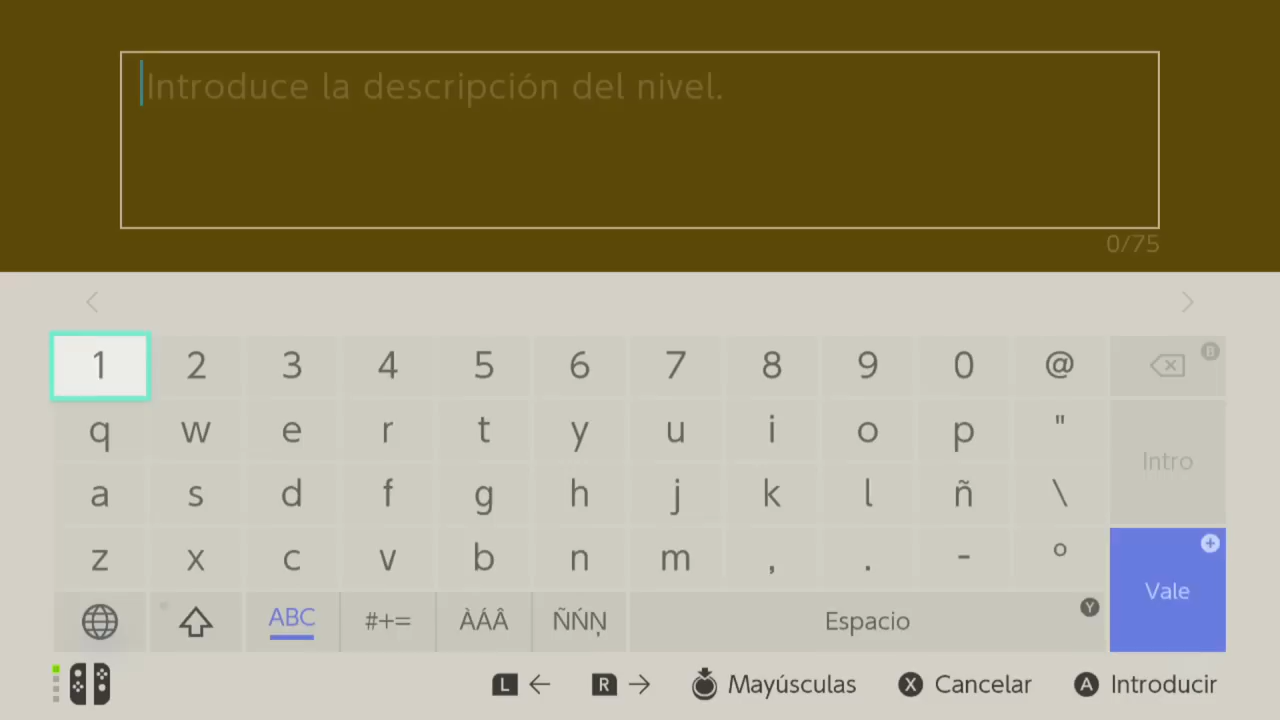 Introduce la descripción del nivel.
0/75
1 2 3 4 5 6 7 8 9 0 @ B
q w e r t y u i o p "
Intro
a s d f g h j k l ñ \
z x c v b n m , . - º +
Vale
ABC #+= ÀÁÂ ÑŃŅ Espacio Y
L ← R → Mayúsculas X Cancelar A Introducir